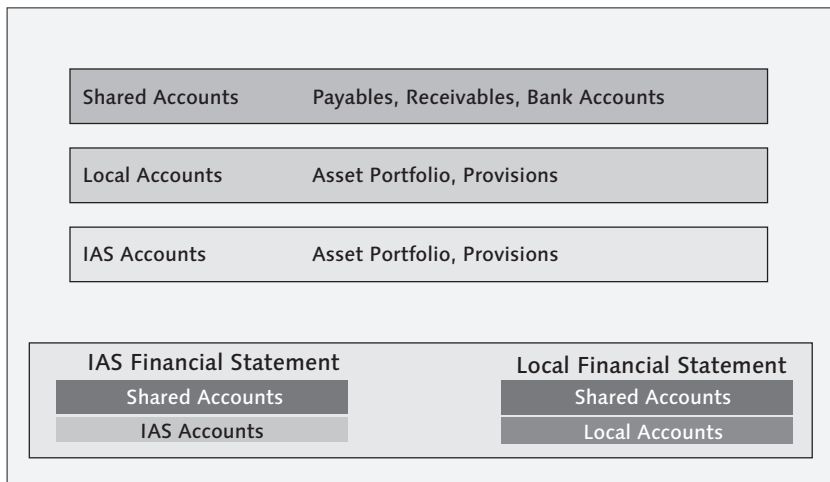 Shared Accounts Payables, Receivables, Bank Accounts
Local Accounts Asset Portfolio, Provisions
IAS Accounts Asset Portfolio, Provisions
IAS Financial Statement
Shared Accounts
IAS Accounts
Local Financial Statement
Shared Accounts
Local Accounts